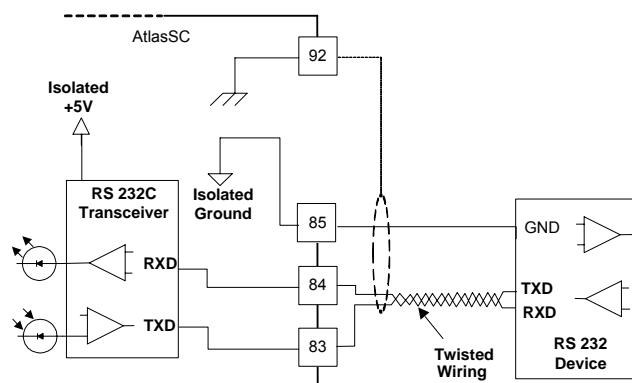 AtlasSC
92
Isolated
+5V
RS 232C
Transceiver
Isolated
Ground
85
GND
RXD
84
TXD
RXD
TXD
83
Twisted
Wiring
RS 232
Device